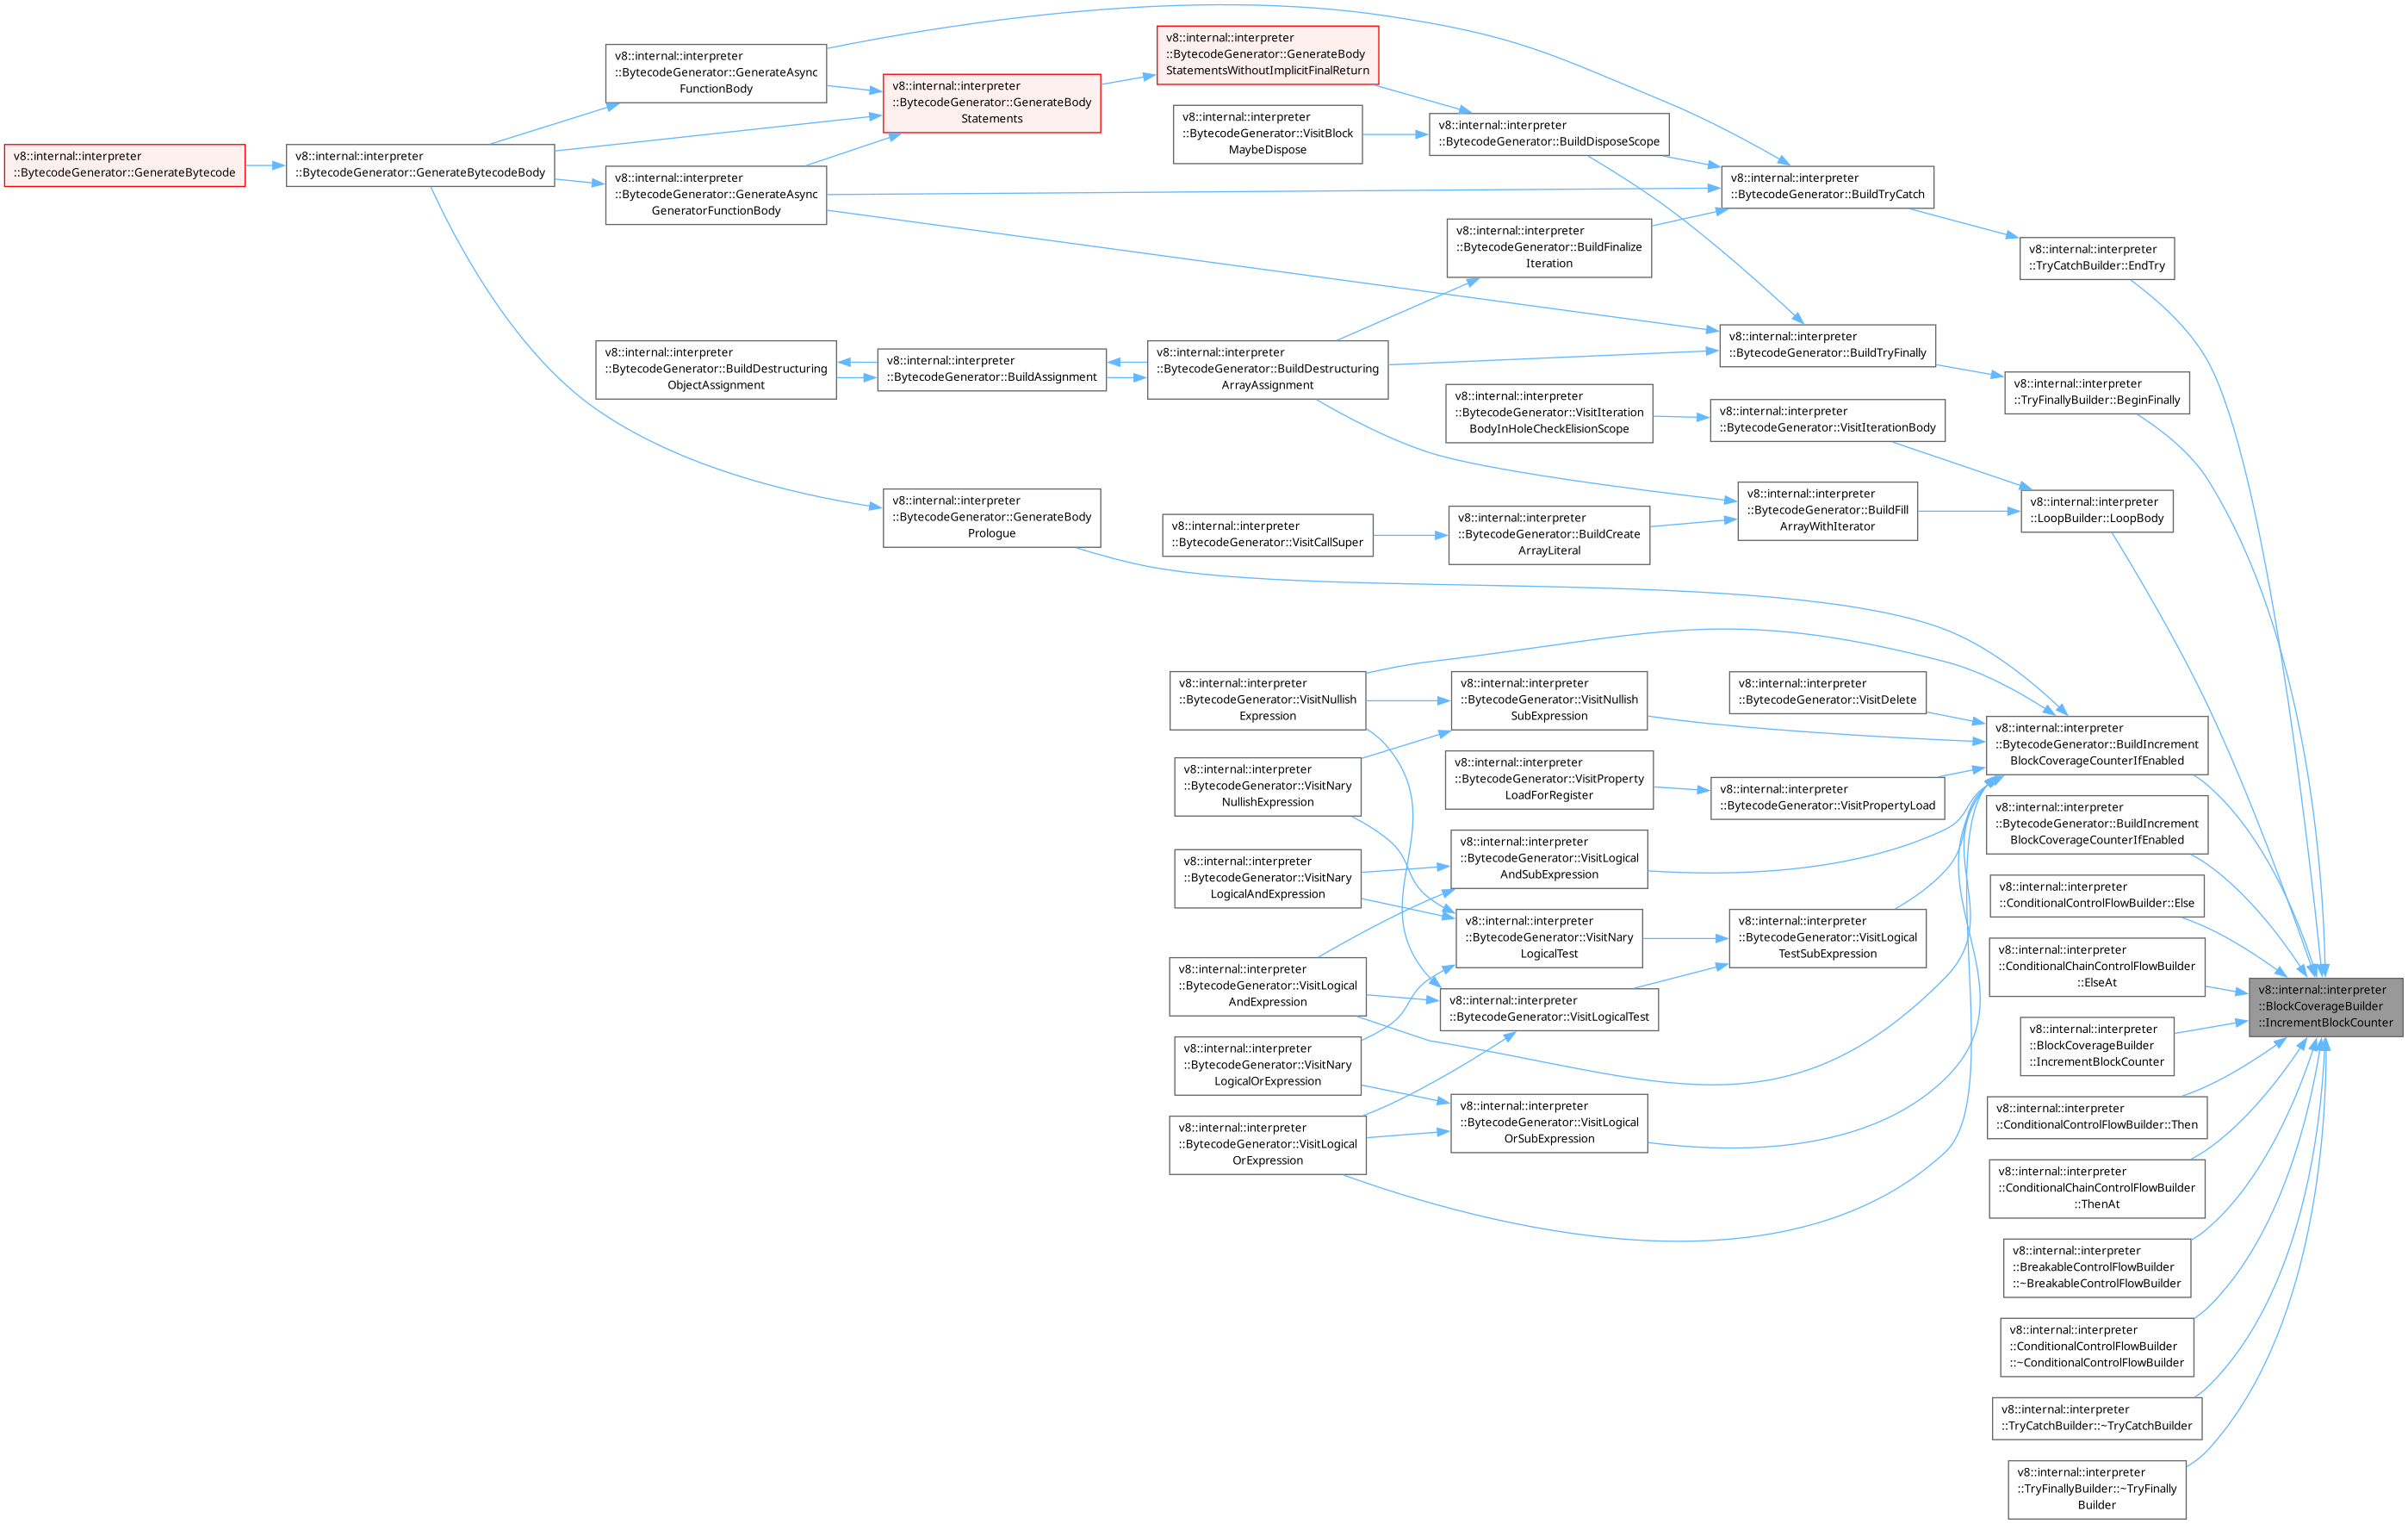 v8::internal::interpreter
::BytecodeGenerator::GenerateBytecode
v8::internal::interpreter
::BytecodeGenerator::GenerateBytecodeBody
v8::internal::interpreter
::BytecodeGenerator::GenerateAsync
FunctionBody
v8::internal::interpreter
::BytecodeGenerator::GenerateAsync
GeneratorFunctionBody
v8::internal::interpreter
::BytecodeGenerator::BuildDestructuring
ObjectAssignment
v8::internal::interpreter
::BytecodeGenerator::GenerateBody
Statements
v8::internal::interpreter
::BytecodeGenerator::BuildAssignment
v8::internal::interpreter
::BytecodeGenerator::GenerateBody
Prologue
v8::internal::interpreter
::BytecodeGenerator::GenerateBody
StatementsWithoutImplicitFinalReturn
v8::internal::interpreter
::BytecodeGenerator::VisitBlock
MaybeDispose
v8::internal::interpreter
::BytecodeGenerator::BuildDestructuring
ArrayAssignment
v8::internal::interpreter
::BytecodeGenerator::VisitCallSuper
v8::internal::interpreter
::BytecodeGenerator::VisitNullish
Expression
v8::internal::interpreter
::BytecodeGenerator::VisitNary
NullishExpression
v8::internal::interpreter
::BytecodeGenerator::VisitNary
LogicalAndExpression
v8::internal::interpreter
::BytecodeGenerator::VisitLogical
AndExpression
v8::internal::interpreter
::BytecodeGenerator::VisitNary
LogicalOrExpression
v8::internal::interpreter
::BytecodeGenerator::VisitLogical
OrExpression
v8::internal::interpreter
::BytecodeGenerator::BuildDisposeScope
v8::internal::interpreter
::BytecodeGenerator::BuildFinalize
Iteration
v8::internal::interpreter
::BytecodeGenerator::VisitIteration
BodyInHoleCheckElisionScope
v8::internal::interpreter
::BytecodeGenerator::BuildCreate
ArrayLiteral
v8::internal::interpreter
::BytecodeGenerator::VisitNullish
SubExpression
v8::internal::interpreter
::BytecodeGenerator::VisitProperty
LoadForRegister
v8::internal::interpreter
::BytecodeGenerator::VisitLogical
AndSubExpression
v8::internal::interpreter
::BytecodeGenerator::VisitNary
LogicalTest
v8::internal::interpreter
::BytecodeGenerator::VisitLogicalTest
v8::internal::interpreter
::BytecodeGenerator::VisitLogical
OrSubExpression
v8::internal::interpreter
::BytecodeGenerator::BuildTryCatch
v8::internal::interpreter
::BytecodeGenerator::BuildTryFinally
v8::internal::interpreter
::BytecodeGenerator::VisitIterationBody
v8::internal::interpreter
::BytecodeGenerator::BuildFill
ArrayWithIterator
v8::internal::interpreter
::BytecodeGenerator::VisitDelete
v8::internal::interpreter
::BytecodeGenerator::VisitPropertyLoad
v8::internal::interpreter
::BytecodeGenerator::VisitLogical
TestSubExpression
v8::internal::interpreter
::TryCatchBuilder::EndTry
v8::internal::interpreter
::TryFinallyBuilder::BeginFinally
v8::internal::interpreter
::LoopBuilder::LoopBody
v8::internal::interpreter
::BytecodeGenerator::BuildIncrement
BlockCoverageCounterIfEnabled
v8::internal::interpreter
::BytecodeGenerator::BuildIncrement
BlockCoverageCounterIfEnabled
v8::internal::interpreter
::ConditionalControlFlowBuilder::Else
v8::internal::interpreter
::ConditionalChainControlFlowBuilder
::ElseAt
v8::internal::interpreter
::BlockCoverageBuilder
::IncrementBlockCounter
v8::internal::interpreter
::ConditionalControlFlowBuilder::Then
v8::internal::interpreter
::ConditionalChainControlFlowBuilder
::ThenAt
v8::internal::interpreter
::BreakableControlFlowBuilder
::~BreakableControlFlowBuilder
v8::internal::interpreter
::ConditionalControlFlowBuilder
::~ConditionalControlFlowBuilder
v8::internal::interpreter
::TryCatchBuilder::~TryCatchBuilder
v8::internal::interpreter
::TryFinallyBuilder::~TryFinally
Builder
v8::internal::interpreter
::BlockCoverageBuilder
::IncrementBlockCounter